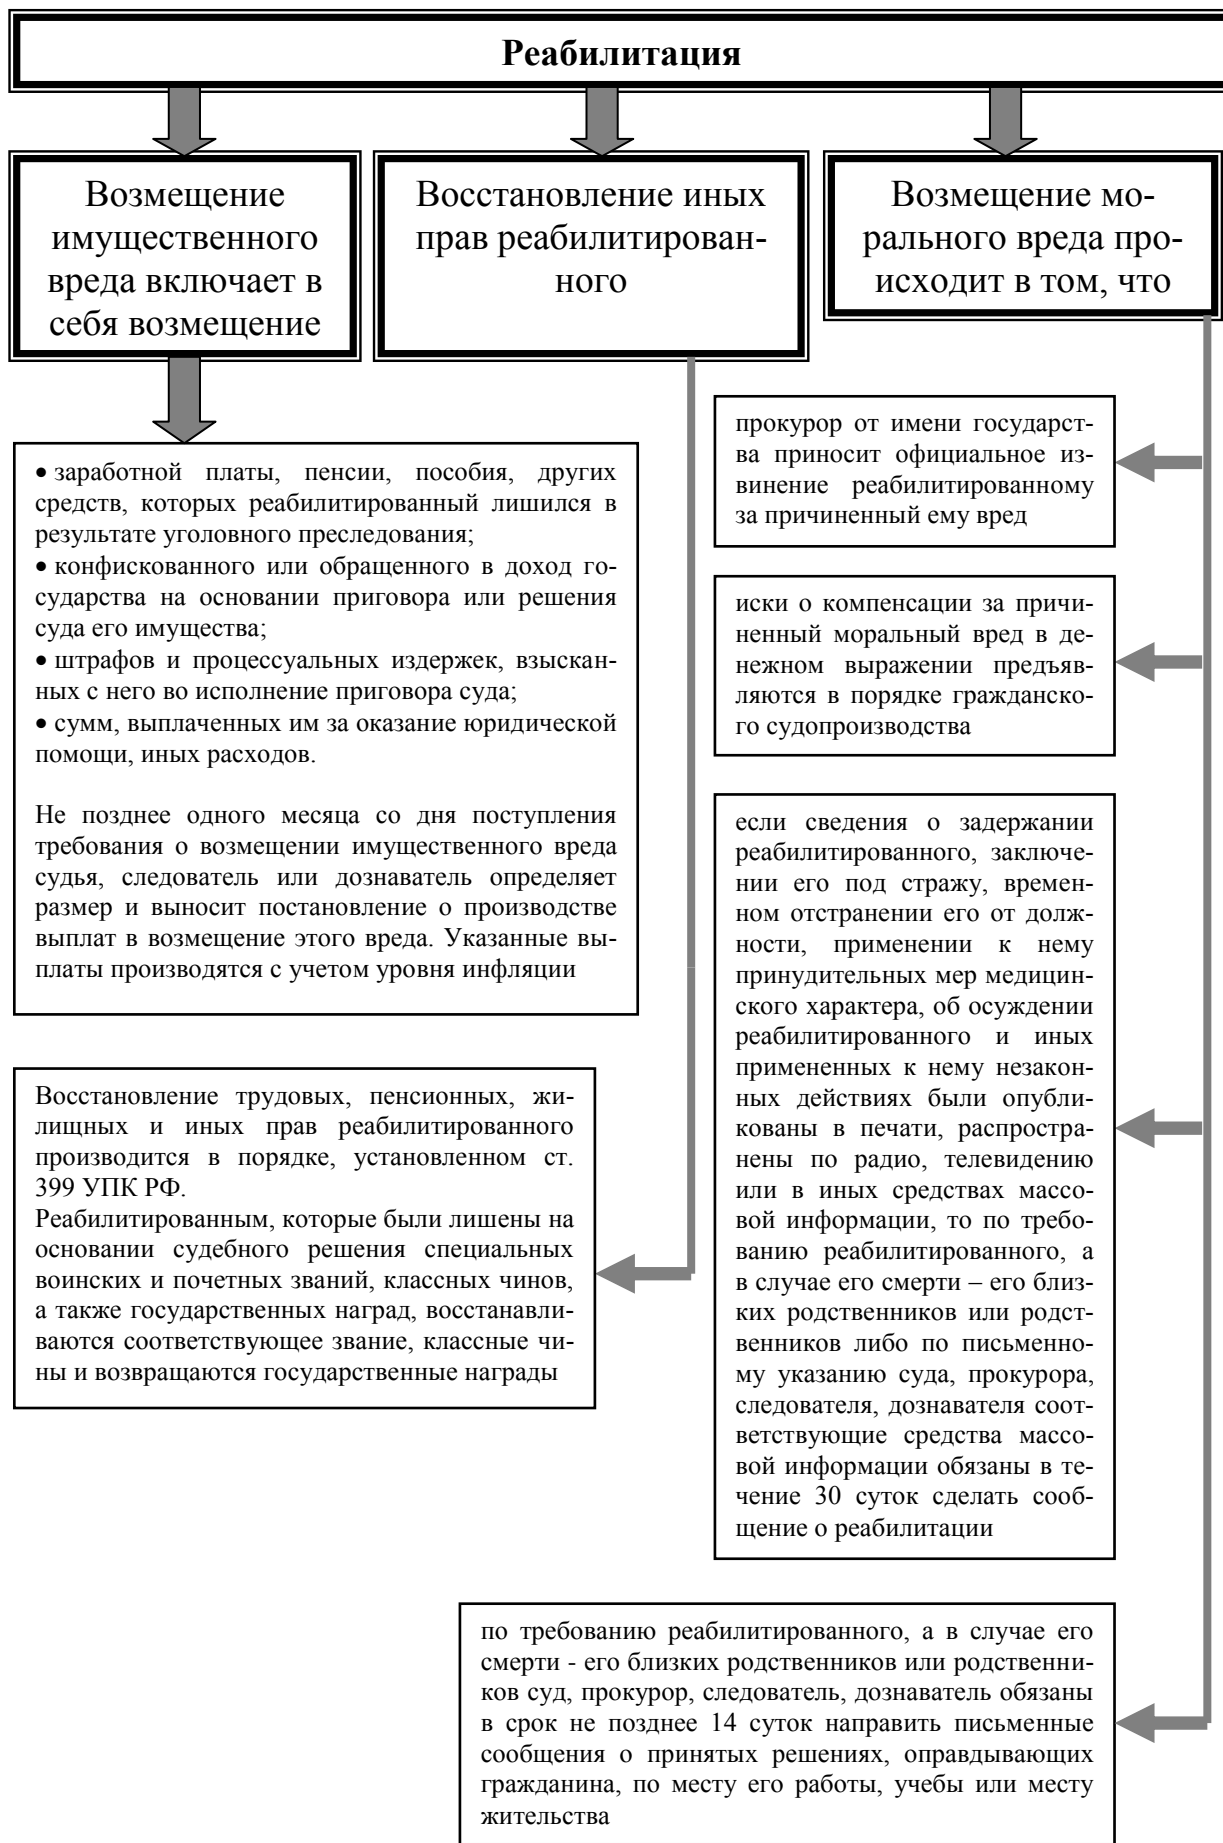 Реабилитация
Возмещение
имущественного
вреда включает в
себя возмещение
Восстановление иных
прав реабилитирован-
ного
Возмещение мо-
рального вреда про-
исходит в том, что
• заработной платы, пенсии, пособия, других
средств, которых реабилитированный лишился в
результате уголовного преследования;
• конфискованного или обращенного в доход го-
сударства на основании приговора или решения
суда его имущества;
• штрафов и процессуальных издержек, взыскан-
ных с него во исполнение приговора суда;
• сумм, выплаченных им за оказание юридической
помощи, иных расходов.
Не позднее одного месяца со дня поступления
требования о возмещении имущественного вреда
судья, следователь или дознаватель определяет
размер и выносит постановление о производстве
выплат в возмещение этого вреда. Указанные вы-
платы производятся с учетом уровня инфляции
Восстановление трудовых, пенсионных, жи-
лищных и иных прав реабилитированного
производится в порядке, установленном ст.
399 УПК РФ.
Реабилитированным, которые были лишены на
основании судебного решения специальных
воинских и почетных званий, классных чинов,
а также государственных наград, восстанавли-
ваются соответствующее звание, классные чи-
ны и возвращаются государственные награды
прокурор от имени государст-
ва приносит официальное из-
винение реабилитированному
за причиненный ему вред
иски о компенсации за причи-
ненный моральный вред в де-
нежном выражении предъяв-
ляются в порядке гражданско-
го судопроизводства
если сведения о задержании
реабилитированного, заключе-
нии его под стражу, времен-
ном отстранении его от долж-
ности, применении к нему
принудительных мер медицин-
ского характера, об осуждении
реабилитированного и иных
примененных к нему незакон-
ных действиях были опубли-
кованы в печати, распростра-
нены по радио, телевидению
или в иных средствах массо-
вой информации, то по требо-
ванию реабилитированного, а
в случае его смерти – его близ-
ких родственников или родст-
венников либо по письменно-
му указанию суда, прокурора,
следователя, дознавателя соот-
ветствующие средства массо-
вой информации обязаны в те-
чение 30 суток сделать сооб-
щение о реабилитации
по требованию реабилитированного, а в случае его
смерти - его близких родственников или родственни-
ков суд, прокурор, следователь, дознаватель обязаны
в срок не позднее 14 суток направить письменные
сообщения о принятых решениях, оправдывающих
гражданина, по месту его работы, учебы или месту
жительства